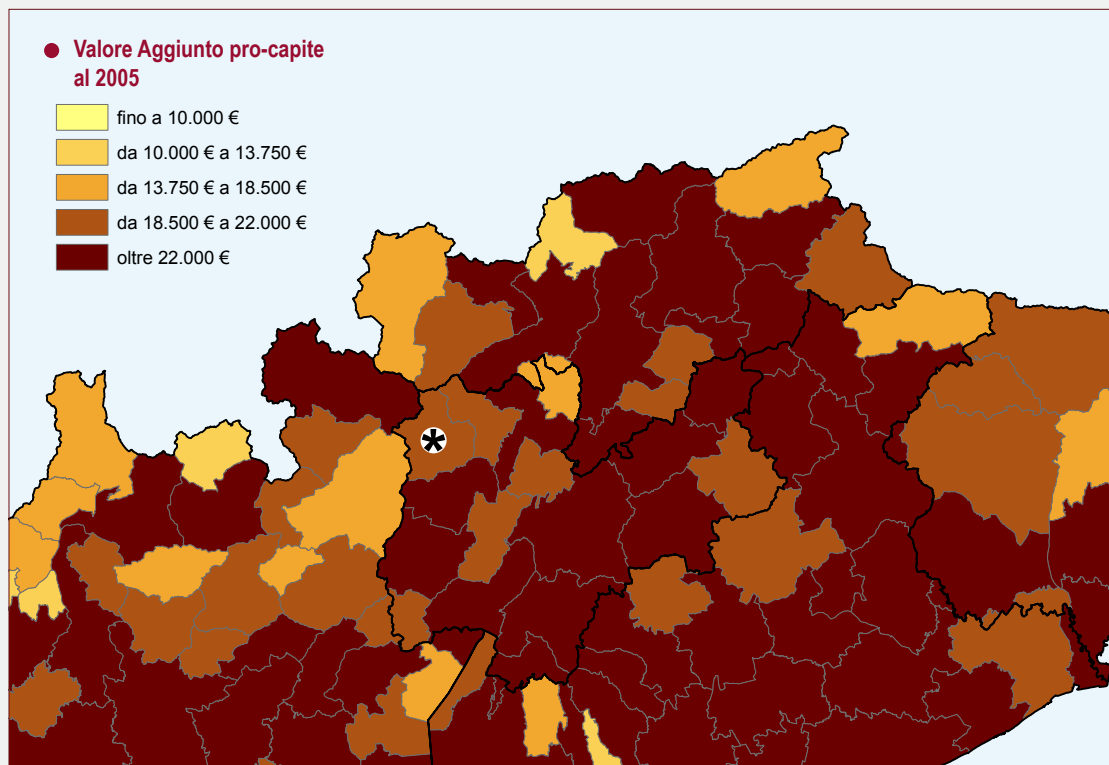 Valore Aggiunto pro-capite
al 2005
fino a 10.000 €
da 10.000 € a 13.750 €
da 13.750 € a 18.500 €
da 18.500 € a 22.000 €
oltre 22.000 €
*